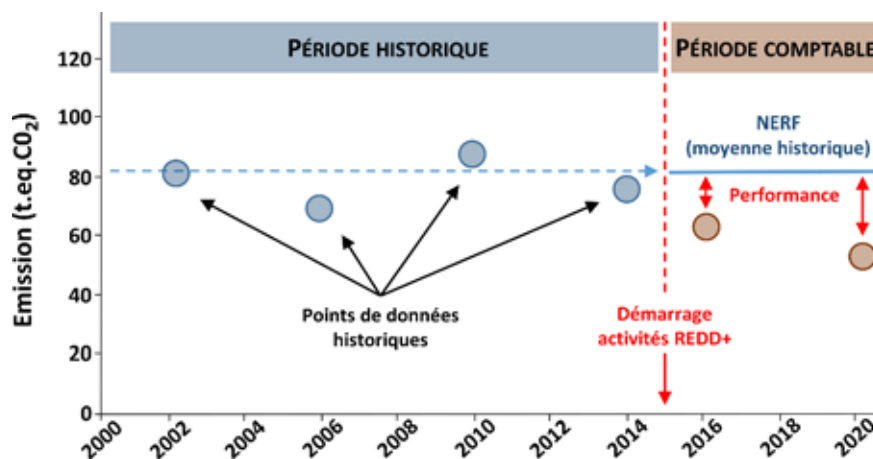 PÉRIODE HISTORIQUE
PÉRIODE COMPTABLE
120
100
80
60
40
20
0
Emission (t.eq.C0₂)
NERF
(moyenne historique)
Performance
Points de données
historiques
Démarrage
activités REDD+
2000
2002
2004
2006
2008
2010
2012
2014
2016
2018
2020